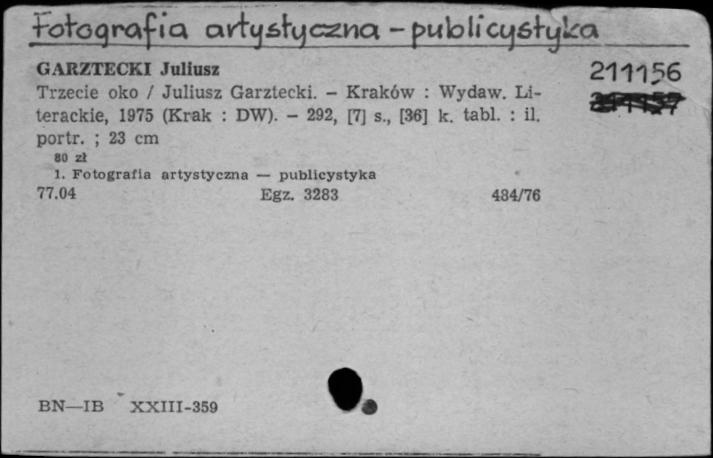 Fotografia artystyczna - publicystyka
GARZTECKI Juliusz
211156
Trzecie oko / Juliusz Garztecki. – Kraków : Wydaw. Li-
terackie, 1975 (Krak : DW). – 292, [7] s., [36] k. tabl. : il.
portr. ; 23 cm
80 zł
1. Fotografia artystyczna — publicystyka
77.04 Egz. 3283 484/76
BN—IB XXIII-359